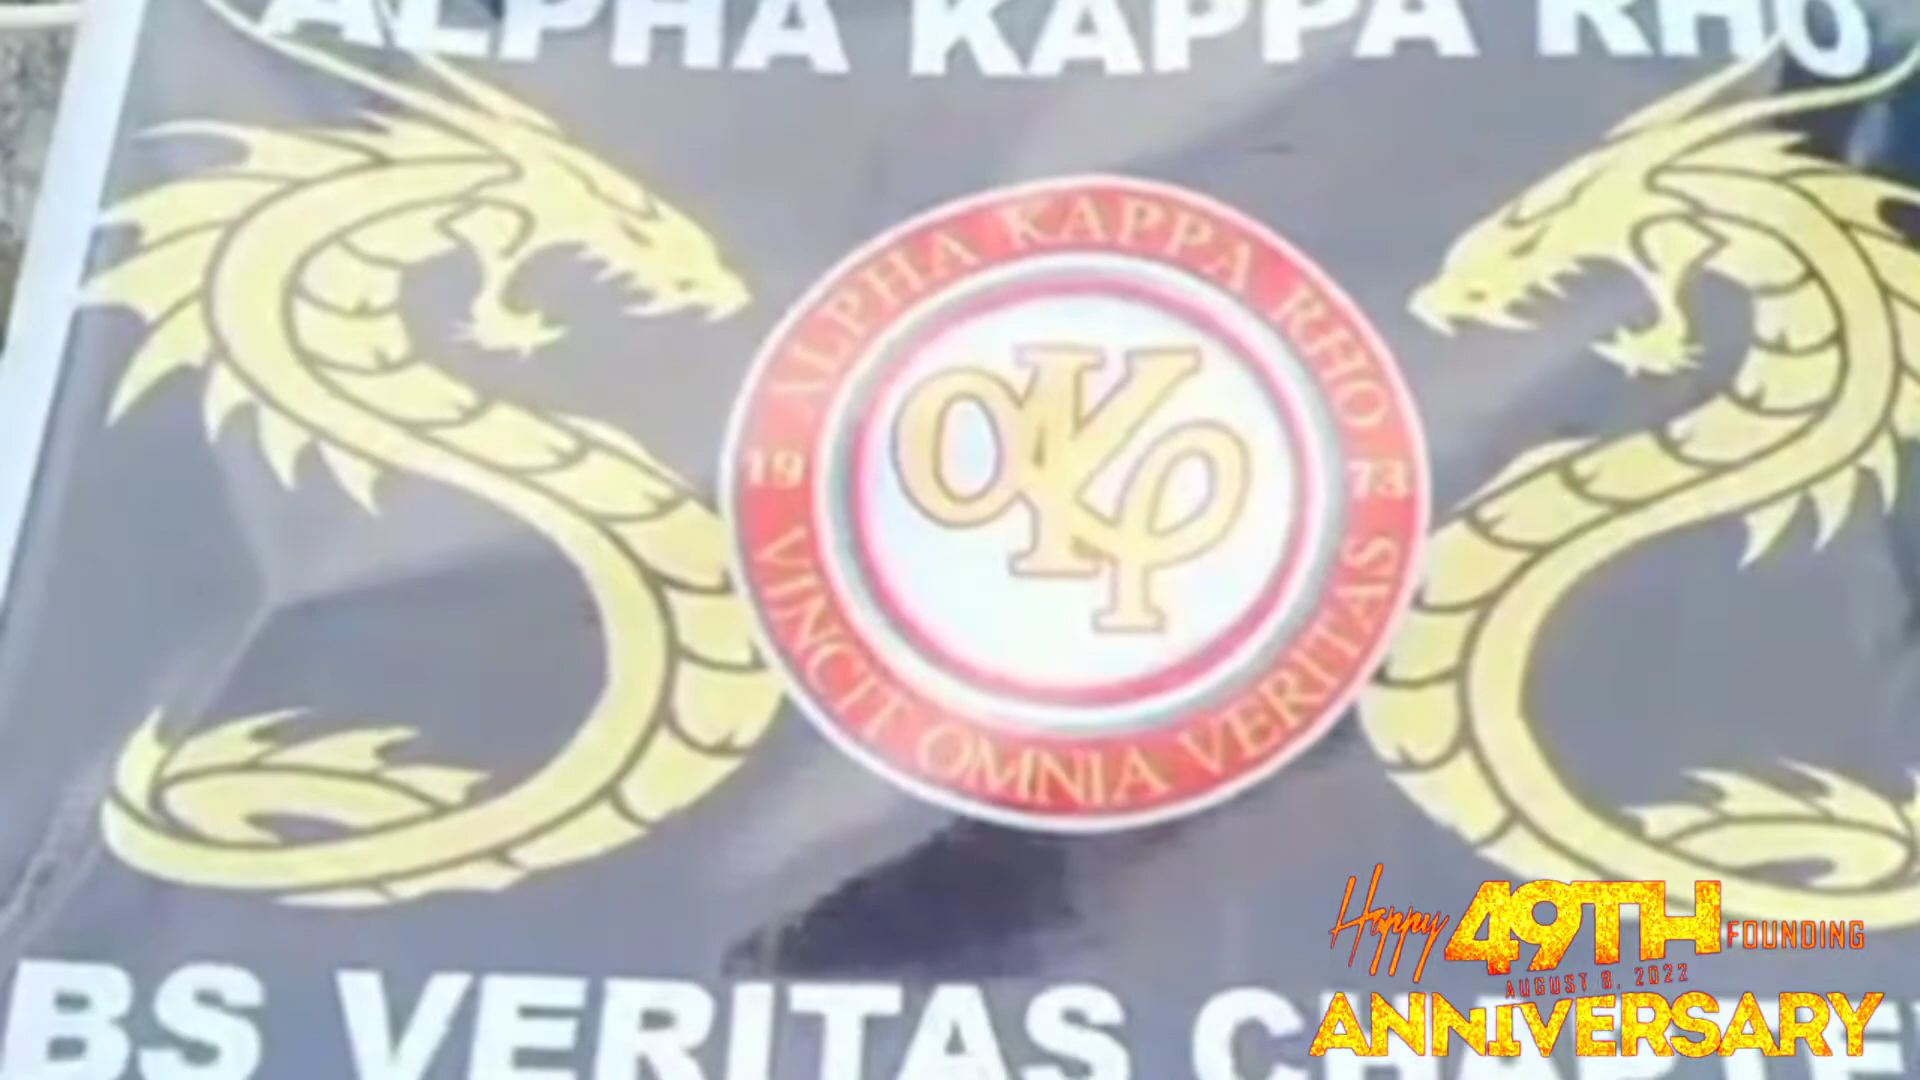 ALPHA KAPPA RHO
ALPHA KAPPA RHO
19 73
αΚρ
VINCIT OMNIA VERITAS
Happy 49TH FOUNDING
AUGUST 8, 2022
ANNIVERSARY
BS VERITAS